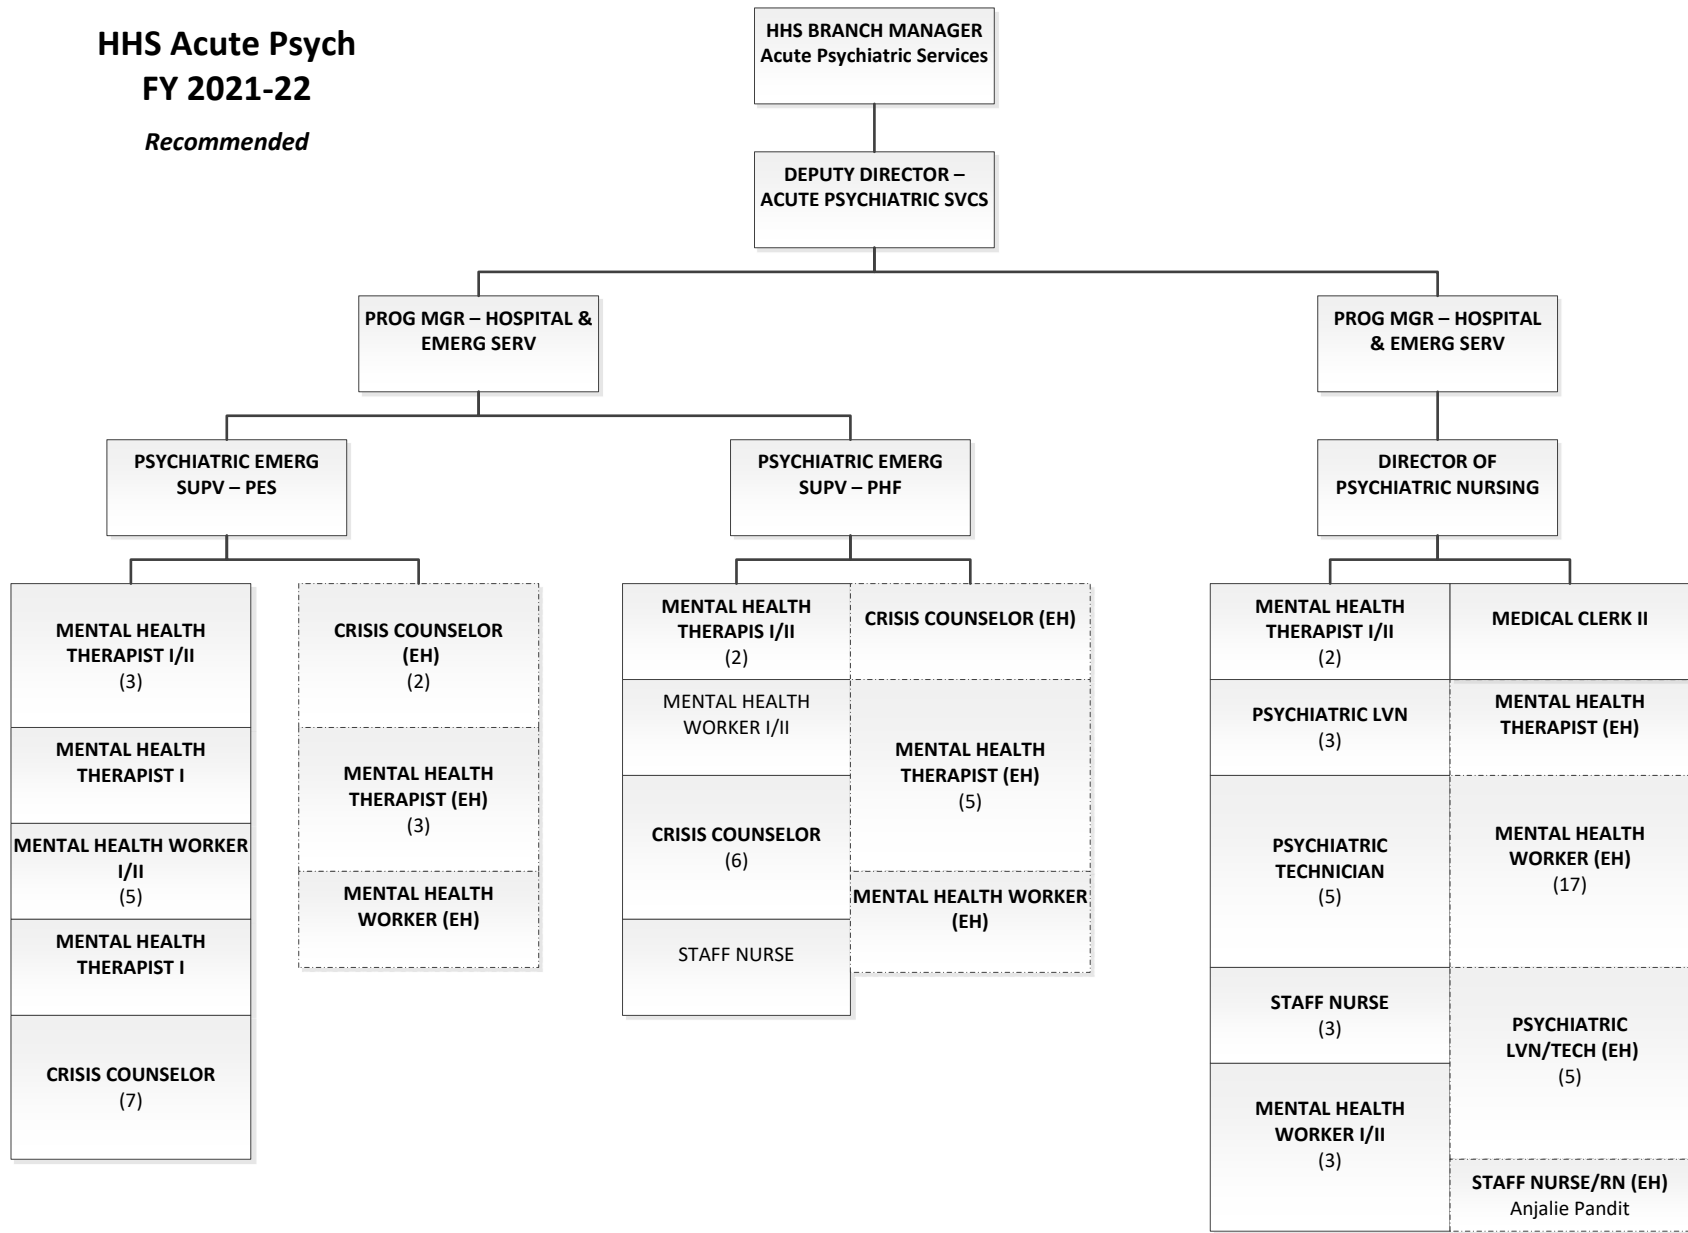 HHS Acute Psych
FY 2021-22
Recommended
HHS BRANCH MANAGER
Acute Psychiatric Services
DEPUTY DIRECTOR –
ACUTE PSYCHIATRIC SVCS
PROG MGR – HOSPITAL &
EMERG SERV
PROG MGR – HOSPITAL
& EMERG SERV
PSYCHIATRIC EMERG
SUPV – PES
PSYCHIATRIC EMERG
SUPV – PHF
DIRECTOR OF
PSYCHIATRIC NURSING
MENTAL HEALTH
THERAPIST I/II
(3)
MENTAL HEALTH
THERAPIST I
MENTAL HEALTH WORKER
I/II
(5)
MENTAL HEALTH
THERAPIST I
CRISIS COUNSELOR
(7)
CRISIS COUNSELOR
(EH)
(2)
MENTAL HEALTH
THERAPIST (EH)
(3)
MENTAL HEALTH
WORKER (EH)
MENTAL HEALTH
THERAPIS I/II
(2)
MENTAL HEALTH
WORKER I/II
CRISIS COUNSELOR
(6)
STAFF NURSE
CRISIS COUNSELOR (EH)
MENTAL HEALTH
THERAPIST (EH)
(5)
MENTAL HEALTH WORKER
(EH)
MENTAL HEALTH
THERAPIST I/II
(2)
PSYCHIATRIC LVN
(3)
PSYCHIATRIC
TECHNICIAN
(5)
STAFF NURSE
(3)
MENTAL HEALTH
WORKER I/II
(3)
MEDICAL CLERK II
MENTAL HEALTH
THERAPIST (EH)
MENTAL HEALTH
WORKER (EH)
(17)
PSYCHIATRIC
LVN/TECH (EH)
(5)
STAFF NURSE/RN (EH)
Anjalie Pandit